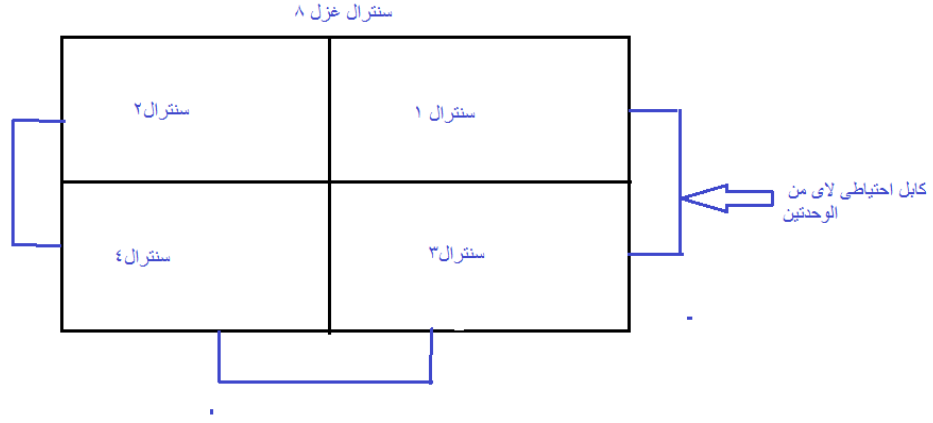 سنترال غزل ٨
سنترال٢
سنترال ١
كابل احتياطى لاى من
الوحدتين
سنترال٤
سنترال٣